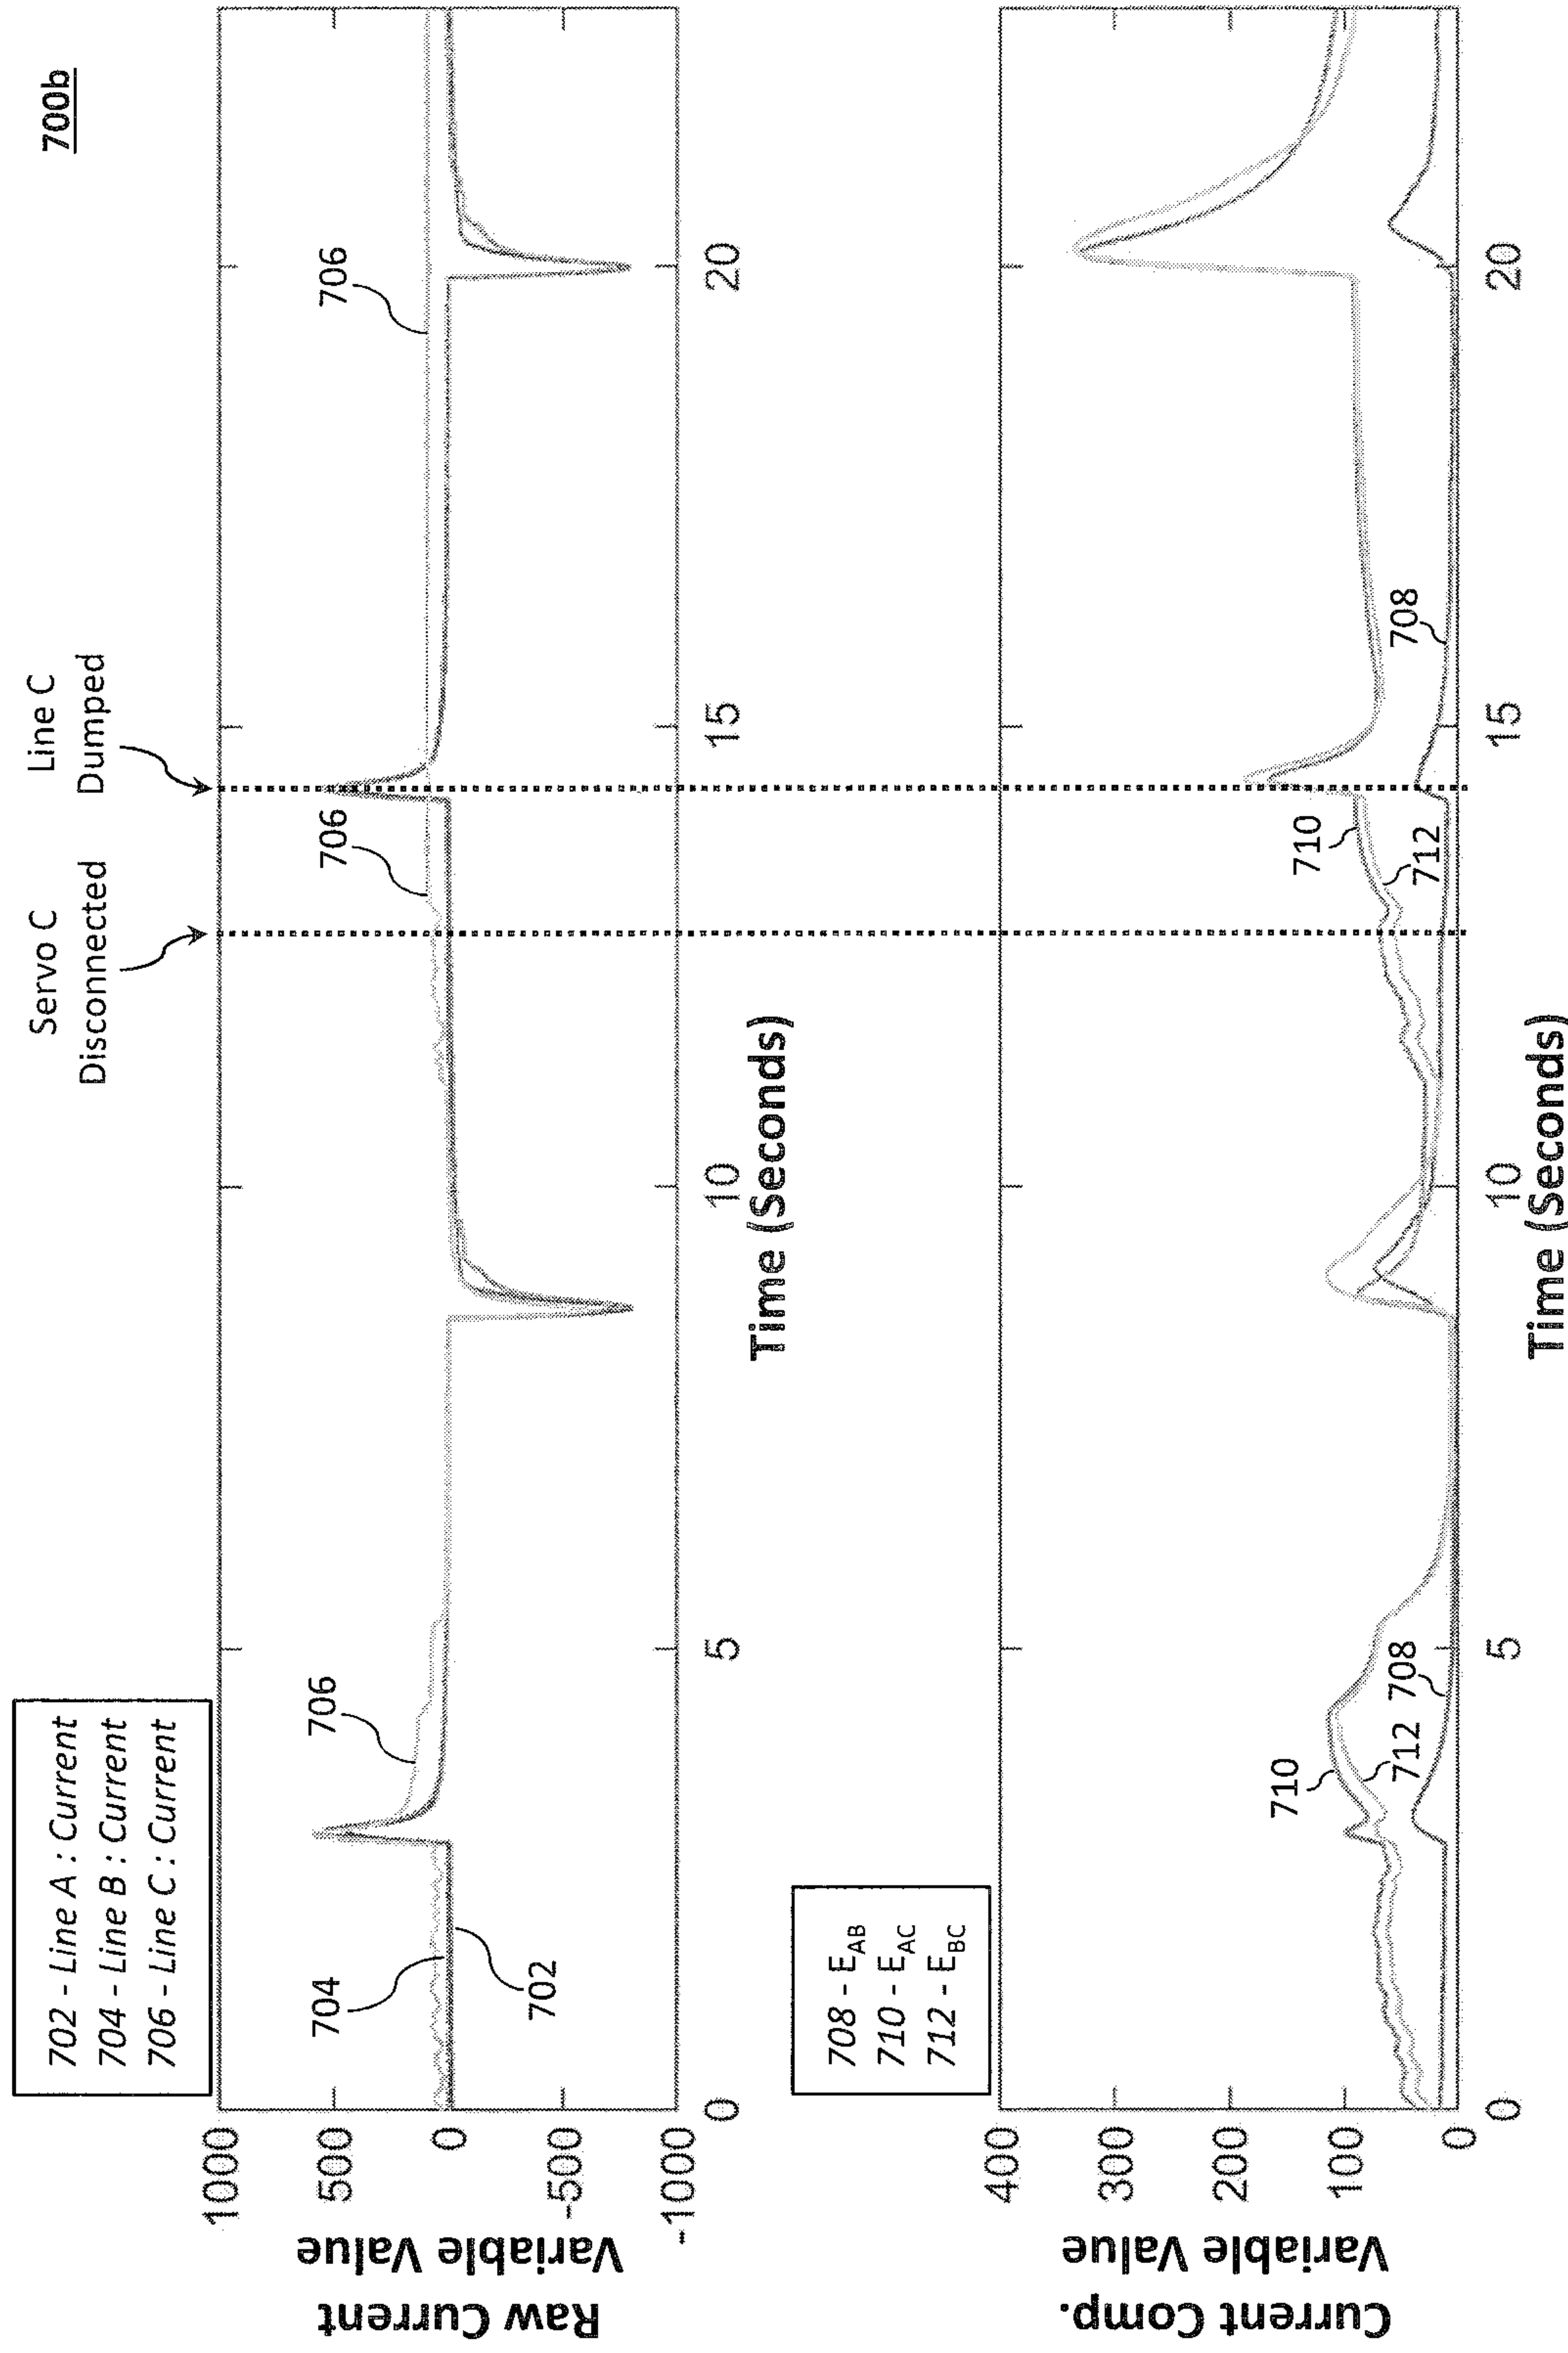 700b
702 - Line A : Current
704 - Line B : Current
706 - Line C : Current
Servo C
Disconnected
Line C
Dumped
Raw Current
Variable Value
1000
500
0
-500
-1000
704
702
706
706
706
0
5
10
15
20
Time (Seconds)
708 - E_AB
710 - E_AC
712 - E_BC
Current Comp.
Variable Value
400
300
200
100
0
710
712
708
710
712
708
0
5
10
15
20
Time (Seconds)